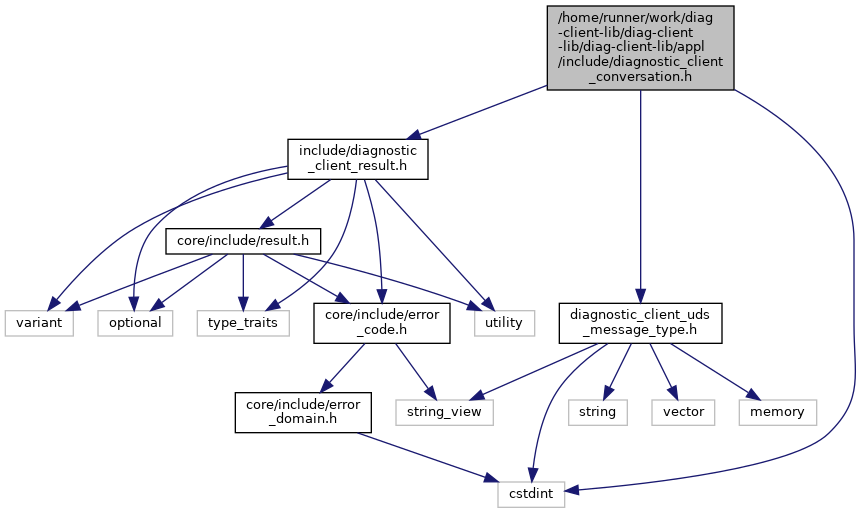 /home/runner/work/diag
-client-lib/diag-client
-lib/diag-client-lib/appl
/include/diagnostic_client
_conversation.h
include/diagnostic
_client_result.h
core/include/result.h
variant
optional
type_traits
core/include/error
_code.h
utility
diagnostic_client_uds
_message_type.h
core/include/error
_domain.h
string_view
string
vector
memory
cstdint